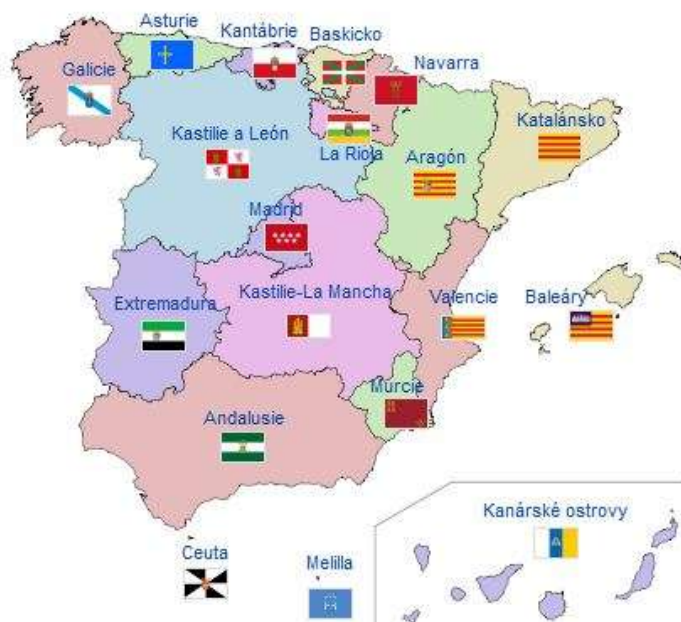 Asturie
Kantábrie
Baskicko
Navarra
Galicie
Katalánsko
Kastilie a León
La Rioja
Aragón
Madrid
Extremadura
Kastilie-La Mancha
Valencie
Baleáry
Murcie
Andalusie
Kanárské ostrovy
Ceuta
Melilla